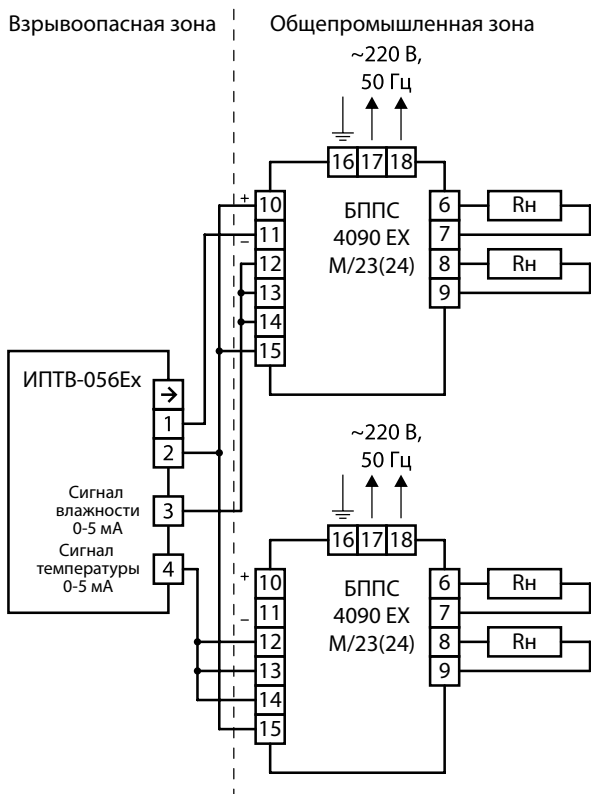 Взрывоопасная зона
Общепромышленная зона
~220 В,
50 Гц
16 17 18
+ 10
– 11
12
13
14
15
БППС
4090 EX
М/23(24)
6
7
8
9
Rн
Rн
ИПТВ-056Ex
→
1
2
Сигнал
влажности
0-5 мА
3
Сигнал
температуры
0-5 мА
4
~220 В,
50 Гц
16 17 18
+ 10
– 11
12
13
14
15
БППС
4090 EX
М/23(24)
6
7
8
9
Rн
Rн